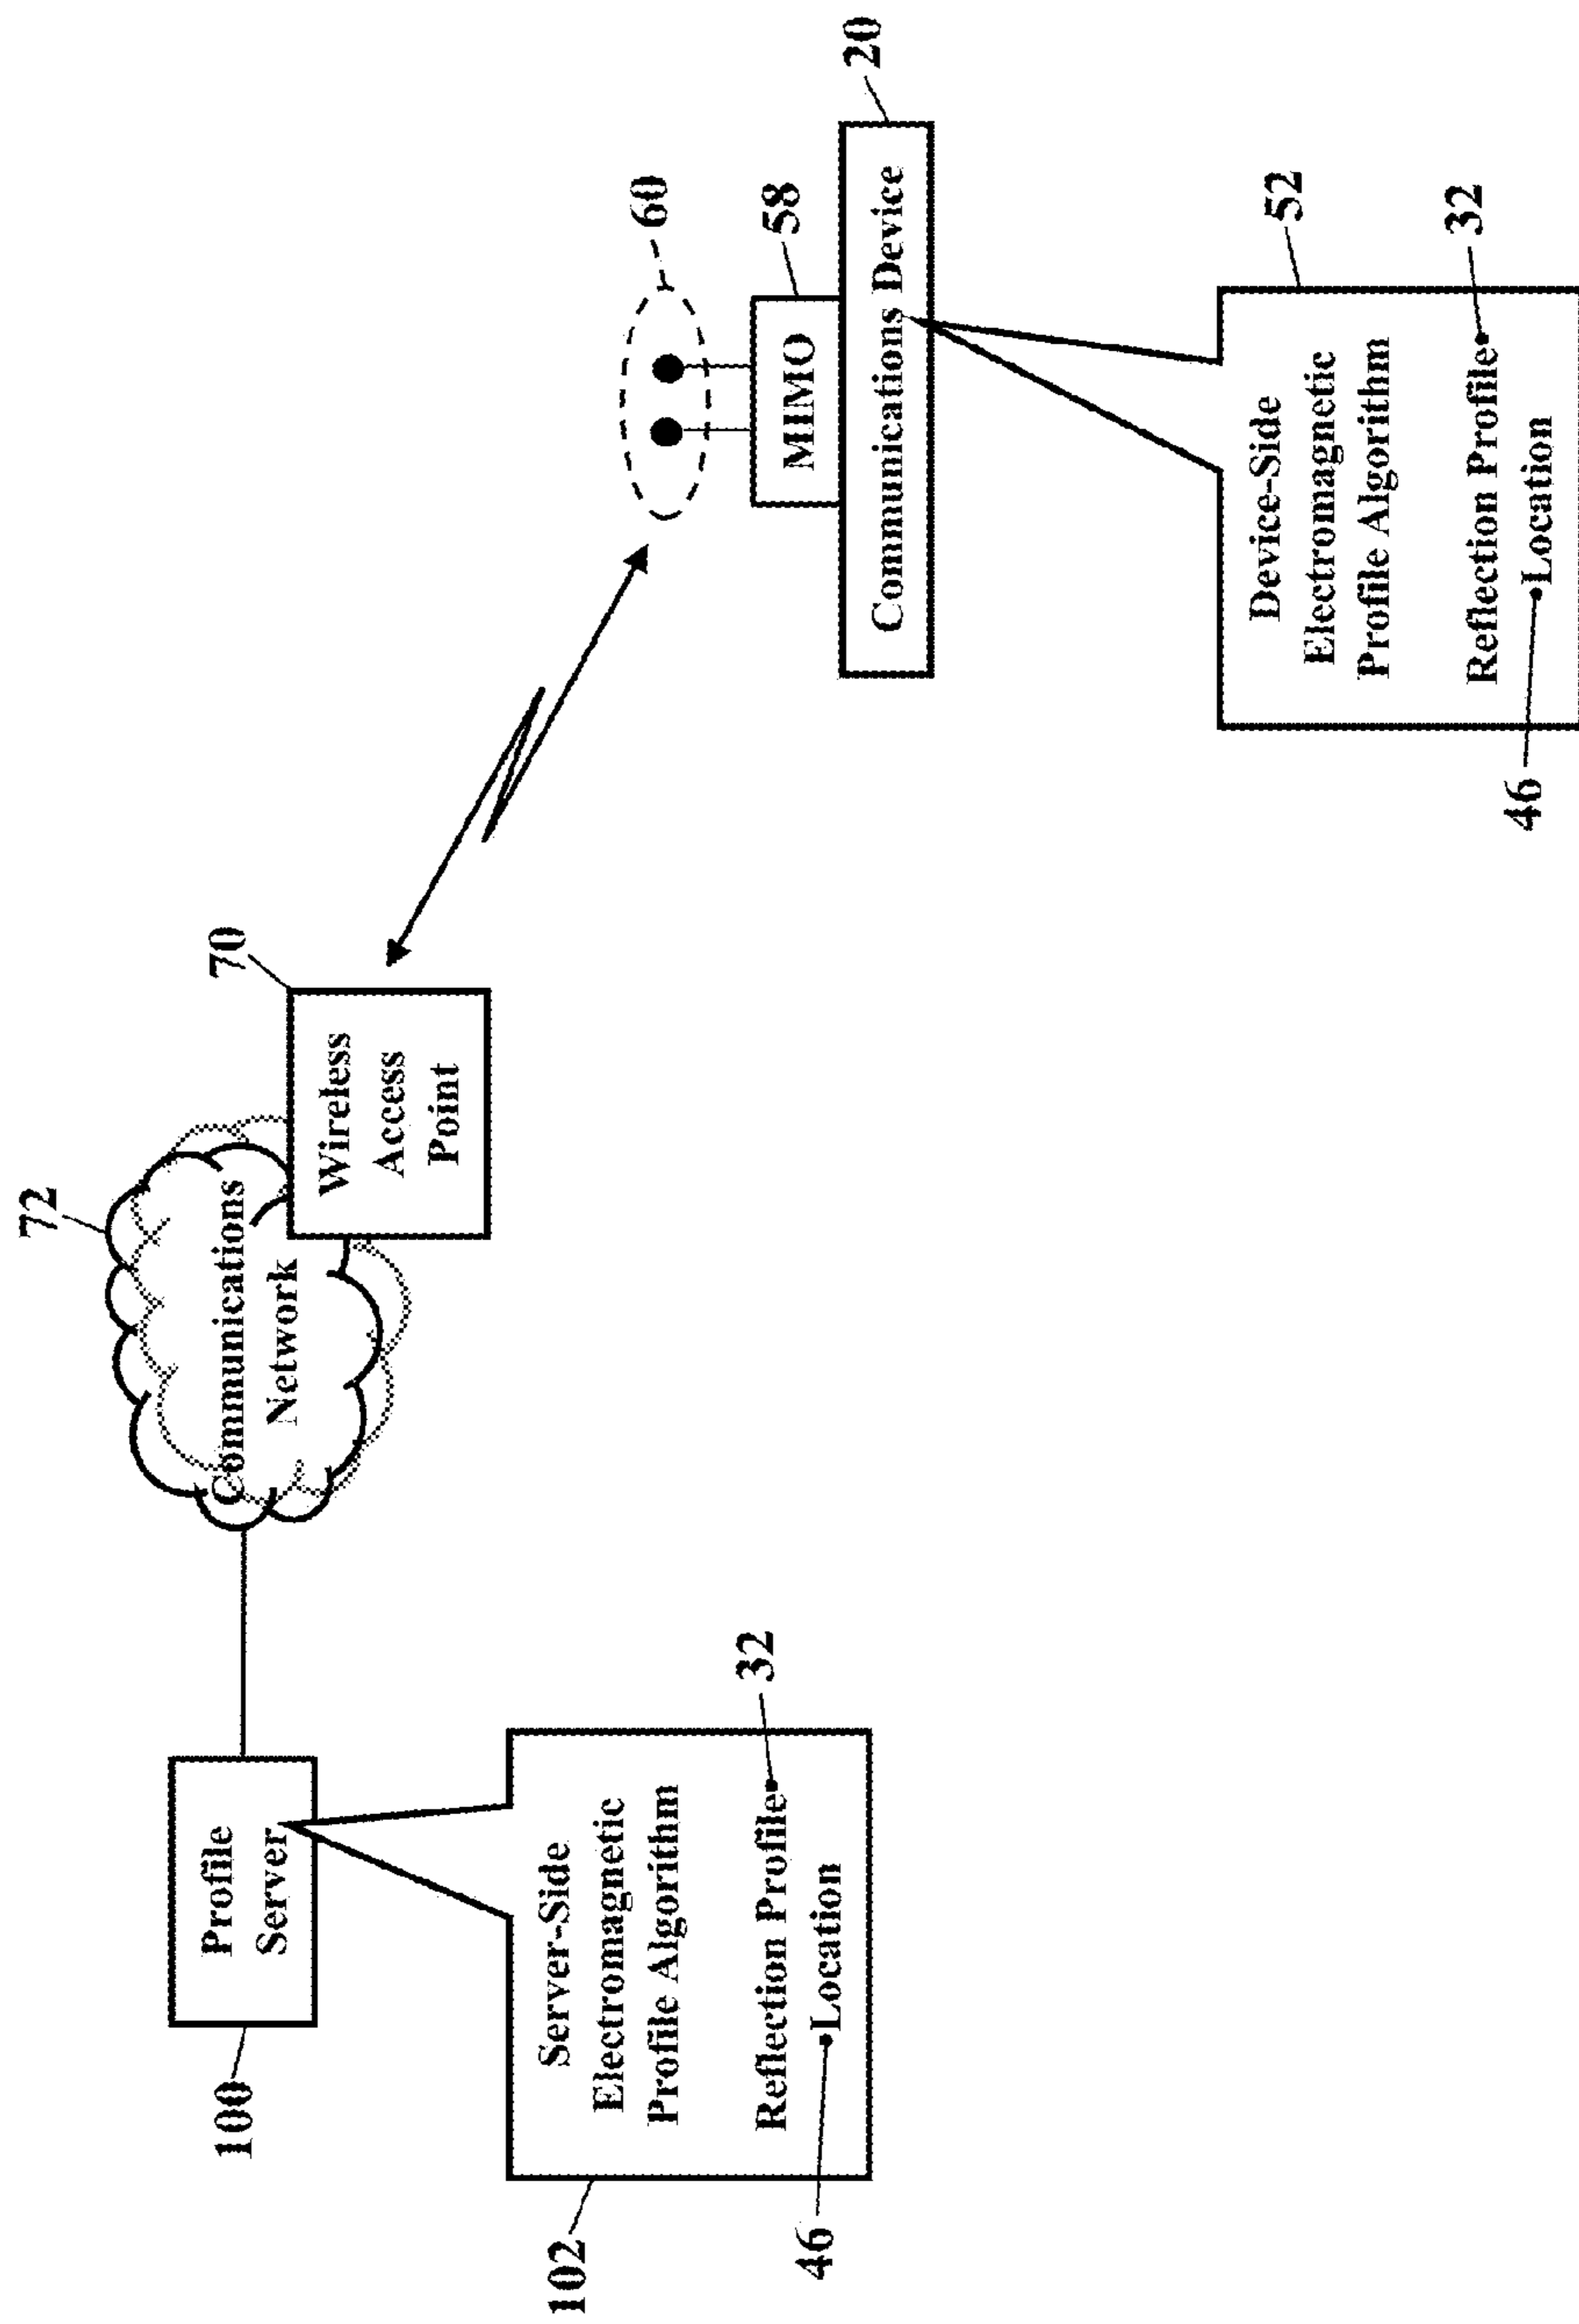 72
Communications
Network
70
Wireless
Access
Point
100
Profile
Server
102
Server-Side
Electromagnetic
Profile Algorithm
Reflection Profile
32
46
Location
60
58
MIMO
20
Communications Device
52
Device-Side
Electromagnetic
Profile Algorithm
Reflection Profile
32
46
Location